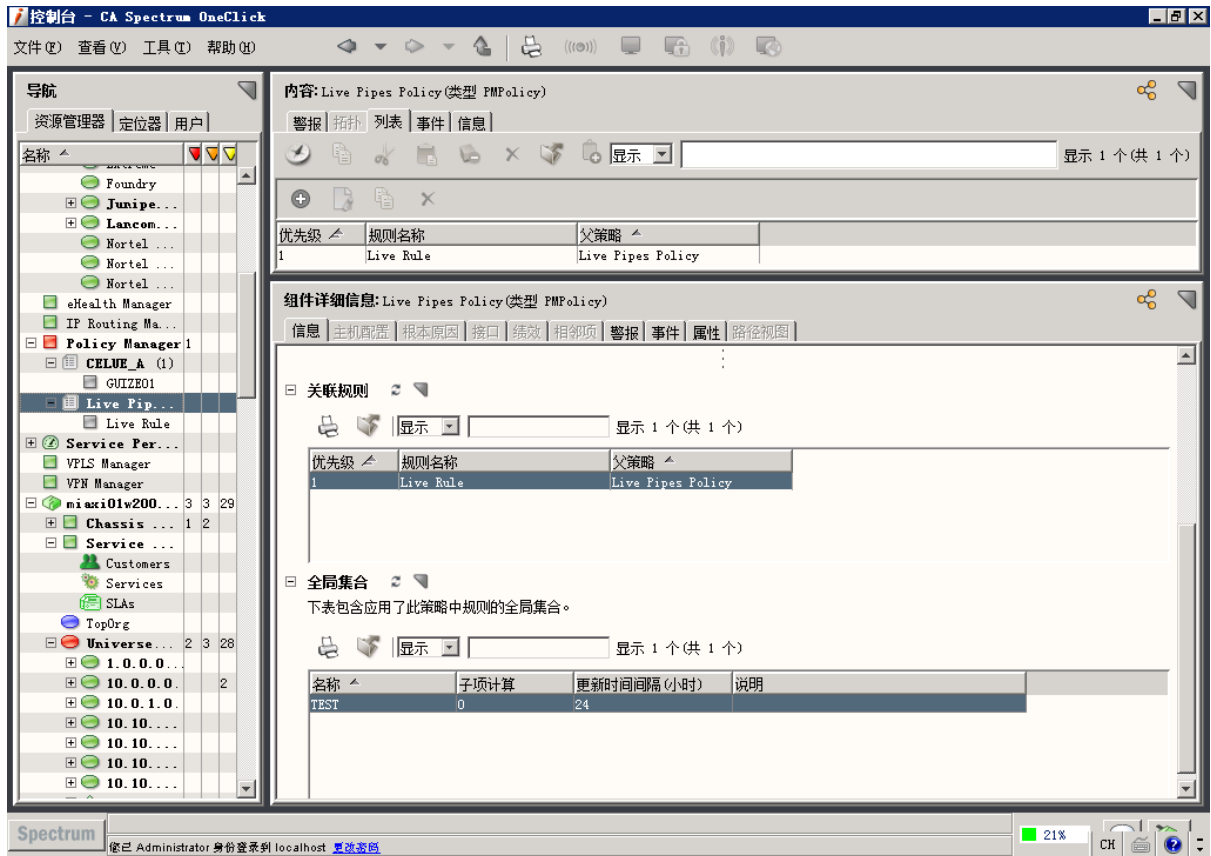 控制台 - CA Spectrum OneClick
文件(F) 查看(V) 工具(T) 帮助(H)
导航
资源管理器 定位器 用户
名称
Foundry
Junipe...
Lancom...
Nortel ...
Nortel ...
Nortel ...
eHealth Manager
IP Routing Ma...
Policy Manager 1
CELUE_A (1)
GUIZE01
Live Pip...
Live Rule
Service Per...
VPLS Manager
VPN Manager
miaxi01w200... 3 3 29
Chassis ... 1 2
Service ...
Customers
Services
SLAs
TopOrg
Universe... 2 3 28
1.0.0.0...
10.0.0.0. 2
10.0.1.0.
10.10....
10.10....
10.10....
10.10....
内容:Live Pipes Policy(类型 PMPolicy)
警报 拓扑 列表 事件 信息
显示 显示 1 个(共 1 个)
优先级 规则名称 父策略
1 Live Rule Live Pipes Policy
组件详细信息:Live Pipes Policy(类型 PMPolicy)
信息 主机配置 根本原因 接口 绩效 相邻项 警报 事件 属性 路径视图
关联规则
显示 显示 1 个(共 1 个)
优先级 规则名称 父策略
1 Live Rule Live Pipes Policy
全局集合
下表包含应用了此策略中规则的全局集合。
显示 显示 1 个(共 1 个)
名称 子项计算 更新时间间隔(小时) 说明
TEST 0 24
Spectrum
您已 Administrator 身份登录到 localhost 更改密码
21%
CH